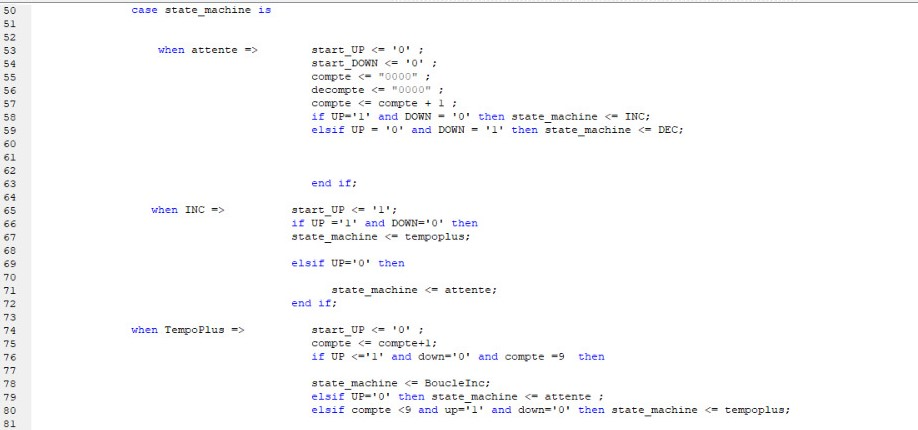 50 case state_machine is
51
52
53 when attente => start_UP <= '0' ;
54 start_DOWN <= '0' ;
55 compte <= "0000" ;
56 decompte <= "0000" ;
57 compte <= compte + 1 ;
58 if UP='1' and DOWN = '0' then state_machine <= INC;
59 elsif UP = '0' and DOWN = '1' then state_machine <= DEC;
60
61
62
63 end if;
64
65 when INC => start_UP <= '1';
66 if UP ='1' and DOWN='0' then
67 state_machine <= tempoplus;
68
69 elsif UP='0' then
70
71 state_machine <= attente;
72 end if;
73
74 when TempoPlus => start_UP <= '0' ;
75 compte <= compte+1;
76 if UP <='1' and down='0' and compte =9 then
77
78 state_machine <= BoucleInc;
79 elsif UP='0' then state_machine <= attente ;
80 elsif compte <9 and up='1' and down='0' then state_machine <= tempoplus;
81